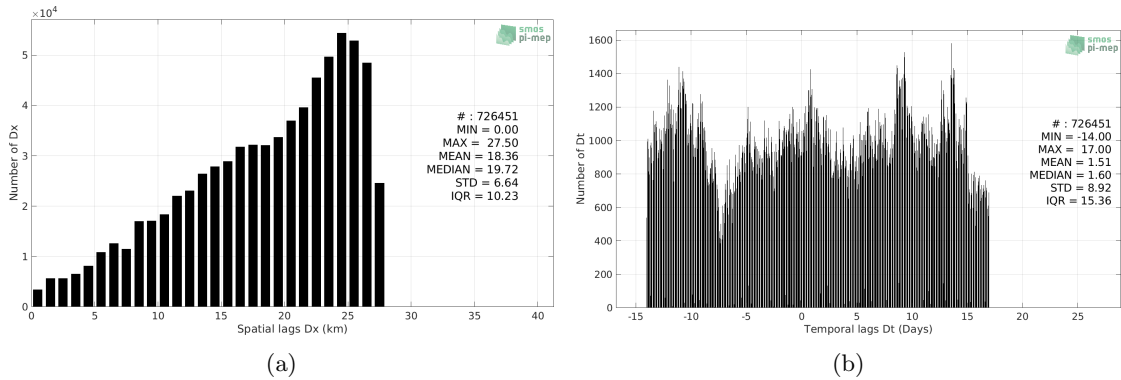 ×10⁴
smos
pi-mep
5
4
3
2
1
0
Number of Dx
# : 726451
MIN = 0.00
MAX = 27.50
MEAN = 18.36
MEDIAN = 19.72
STD = 6.64
IQR = 10.23
0 5 10 15 20 25 30 35 40
Spatial lags Dx (km)
(a)
smos
pi-mep
1600
1400
1200
1000
800
600
400
200
0
Number of Dt
# : 726451
MIN = -14.00
MAX = 17.00
MEAN = 1.51
MEDIAN = 1.60
STD = 8.92
IQR = 15.36
-15 -10 -5 0 5 10 15 20 25
Temporal lags Dt (Days)
(b)